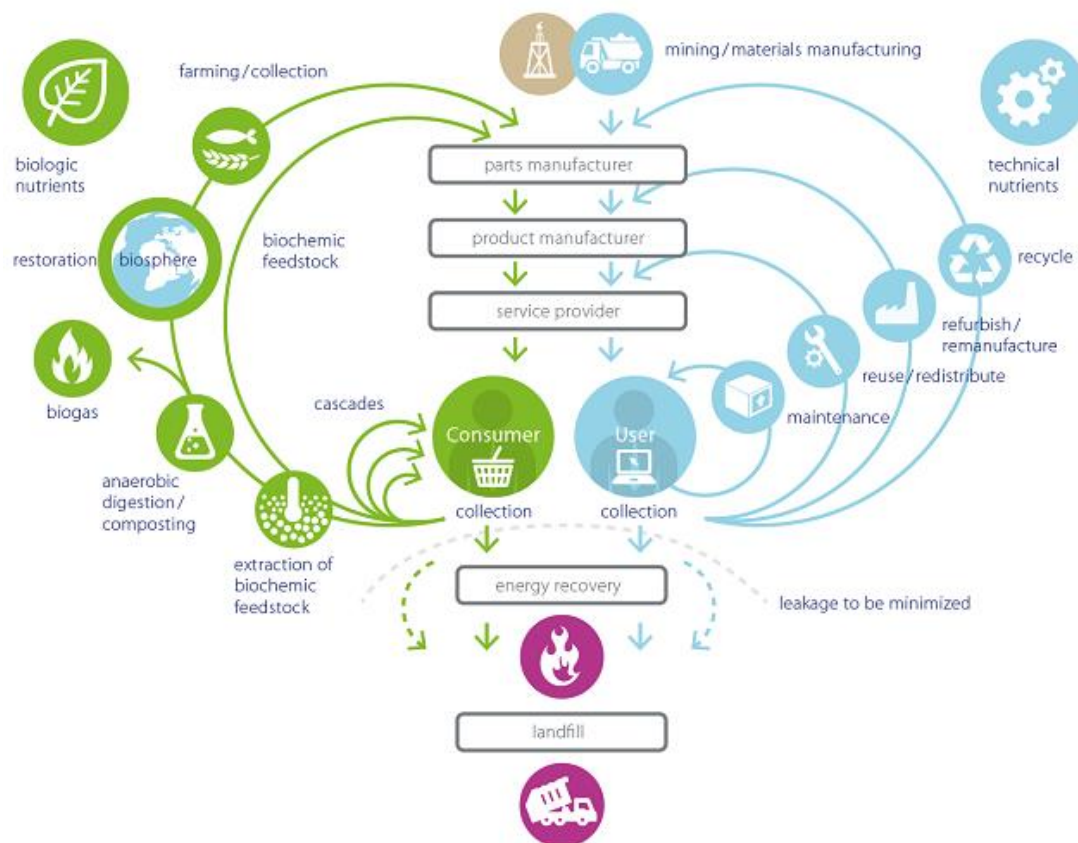 mining/materials manufacturing
farming/collection
biologic
nutrients
technical
nutrients
parts manufacturer
restoration
biosphere
biochemic
feedstock
product manufacturer
recycle
service provider
refurbish/
remanufacture
biogas
reuse/redistribute
cascades
maintenance
Consumer
User
anaerobic
digestion/
composting
collection
collection
extraction of
biochemic
feedstock
energy recovery
leakage to be minimized
landfill